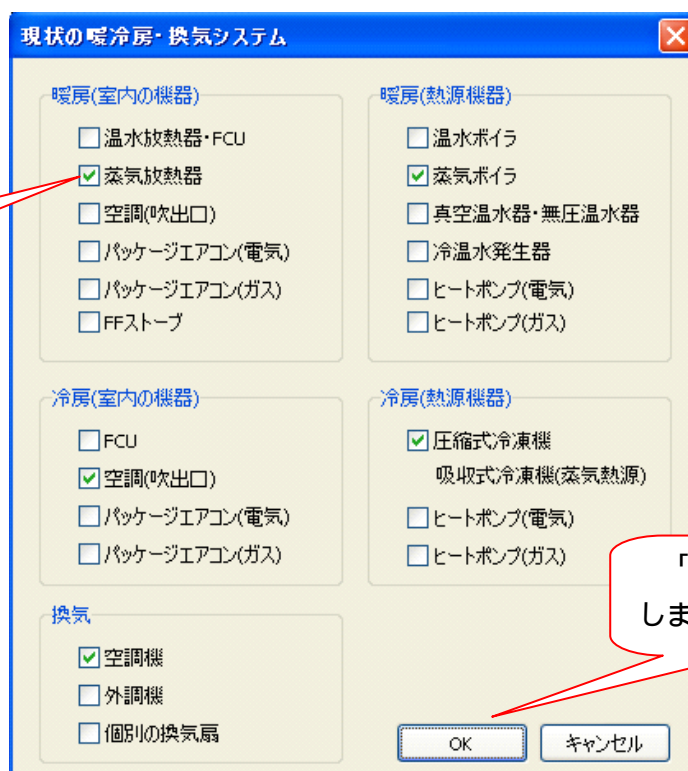 現状の暖冷房・換気システム
暖房(室内の機器)
温水放熱器・FCU
蒸気放熱器
空調(吹出口)
パッケージエアコン(電気)
パッケージエアコン(ガス)
FFストーブ
暖房(熱源機器)
温水ボイラ
蒸気ボイラ
真空温水器・無圧温水器
冷温水発生器
ヒートポンプ(電気)
ヒートポンプ(ガス)
冷房(室内の機器)
FCU
空調(吹出口)
パッケージエアコン(電気)
パッケージエアコン(ガス)
冷房(熱源機器)
圧縮式冷凍機
吸収式冷凍機(蒸気熱源)
ヒートポンプ(電気)
ヒートポンプ(ガス)
換気
空調機
外調機
個別の換気扇
「
しま
OK
キャンセル